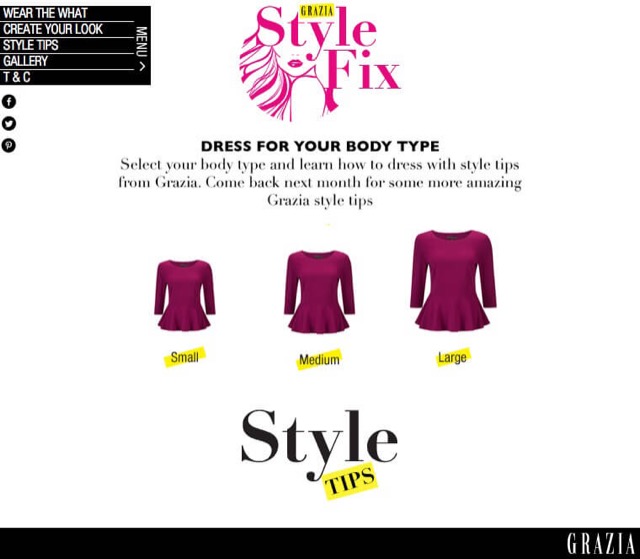 WEAR THE WHAT
CREATE YOUR LOOK
STYLE TIPS
GALLERY
T & C
MENU
GRAZIA
Style
Fix
DRESS FOR YOUR BODY TYPE
Select your body type and learn how to dress with style tips
from Grazia. Come back next month for some more amazing
Grazia style tips
Small
Medium
Large
Style
TIPS
GRAZIA